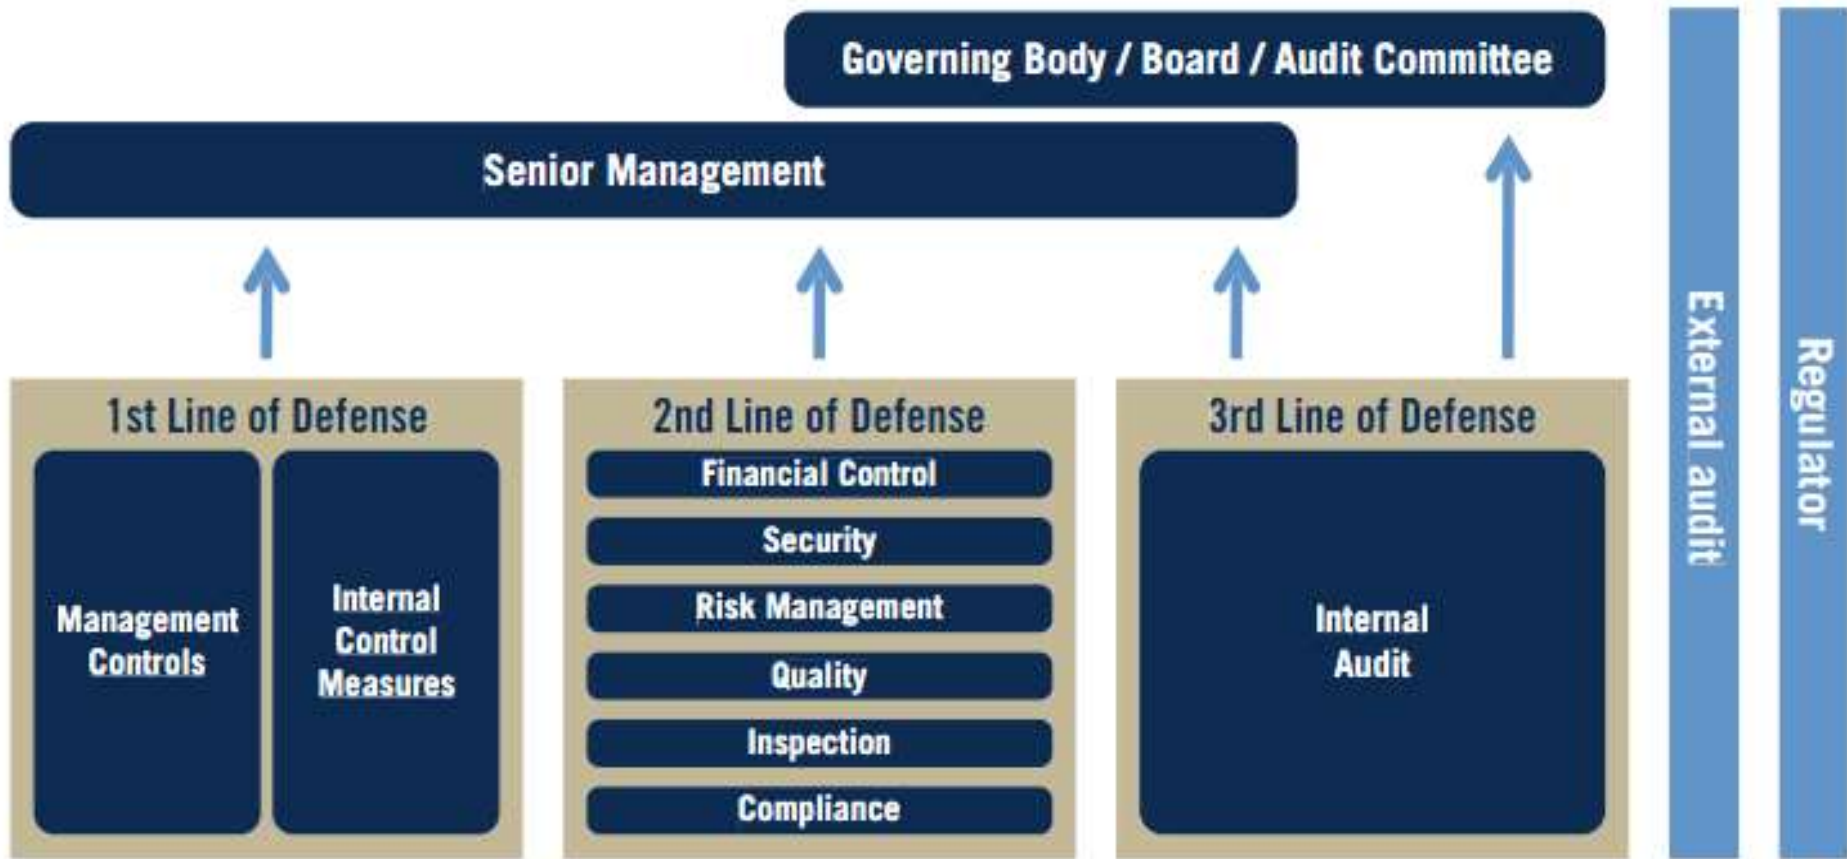 Governing Body / Board / Audit Committee
Senior Management
1st Line of Defense
Management
Controls
Internal
Control
Measures
2nd Line of Defense
Financial Control
Security
Risk Management
Quality
Inspection
Compliance
3rd Line of Defense
Internal
Audit
External audit
Regulator